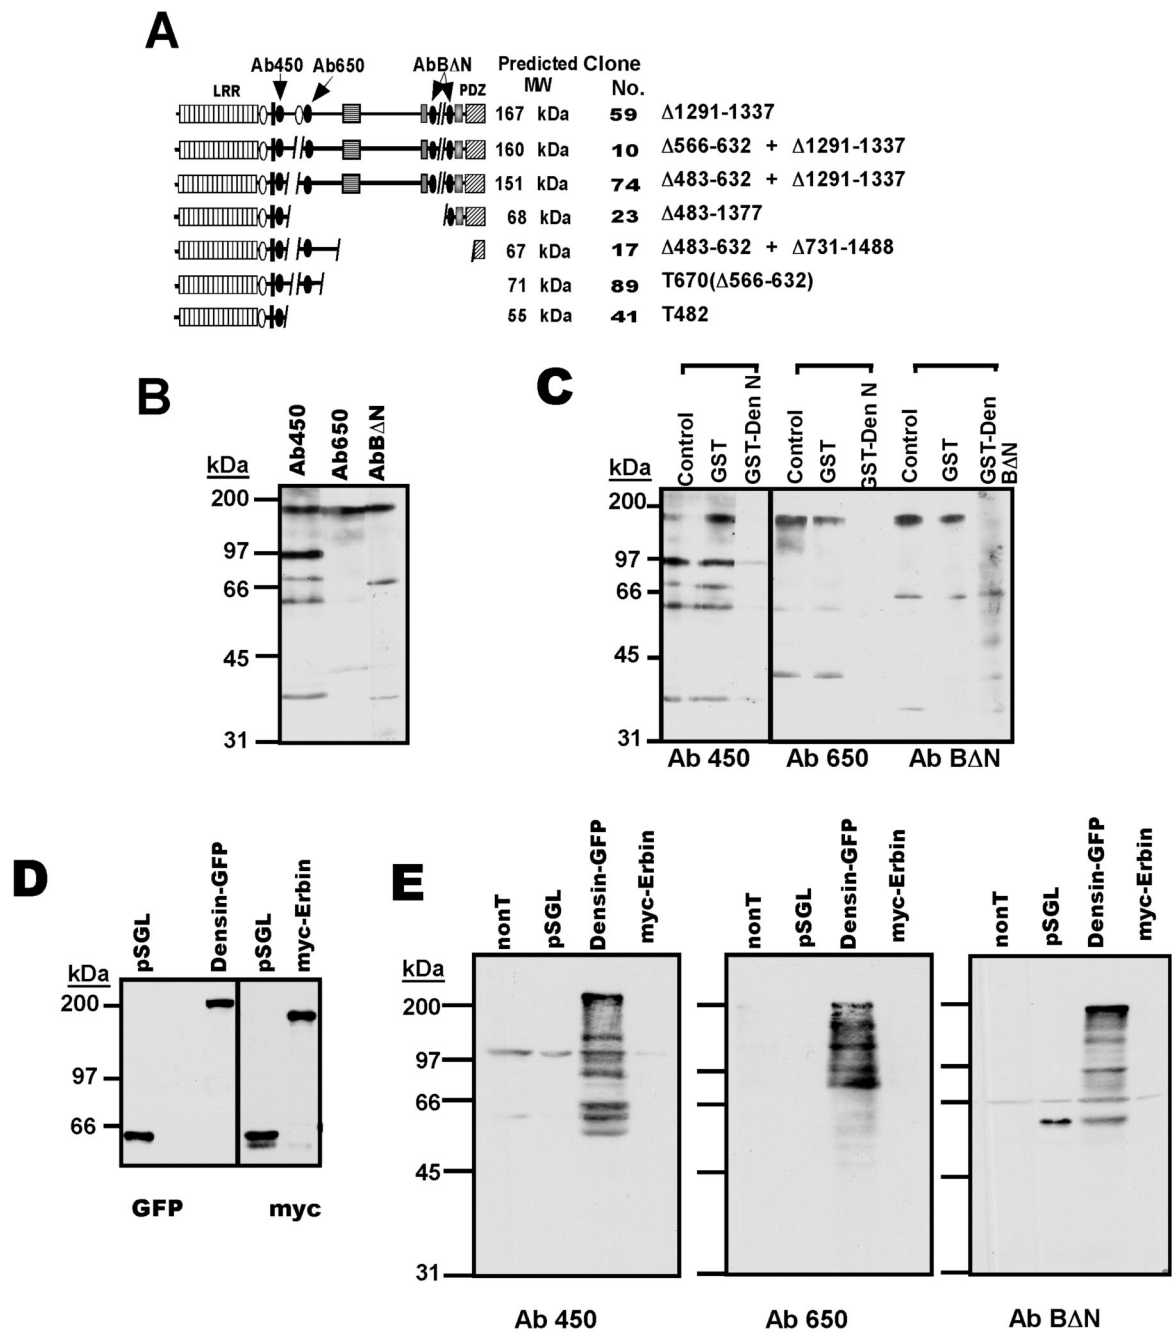 A
Ab450 Ab650 AbBΔN Predicted Clone
LRR PDZ MW No.
167 kDa 59 Δ1291-1337
160 kDa 10 Δ566-632 + Δ1291-1337
151 kDa 74 Δ483-632 + Δ1291-1337
68 kDa 23 Δ483-1377
67 kDa 17 Δ483-632 + Δ731-1488
71 kDa 89 T670(Δ566-632)
55 kDa 41 T482
B
Ab450
Ab650
AbBΔN
kDa
200
97
66
45
31
C
Control
GST
GST-Den N
Control
GST
GST-Den N
Control
GST
GST-Den
BΔN
kDa
200
97
66
45
31
Ab 450 Ab 650 Ab BΔN
D
pSGL
Densin-GFP
pSGL
myc-Erbin
kDa
200
97
66
GFP myc
E
nonT
pSGL
Densin-GFP
myc-Erbin
nonT
pSGL
Densin-GFP
myc-Erbin
nonT
pSGL
Densin-GFP
myc-Erbin
kDa
200
97
66
45
31
Ab 450 Ab 650 Ab BΔN